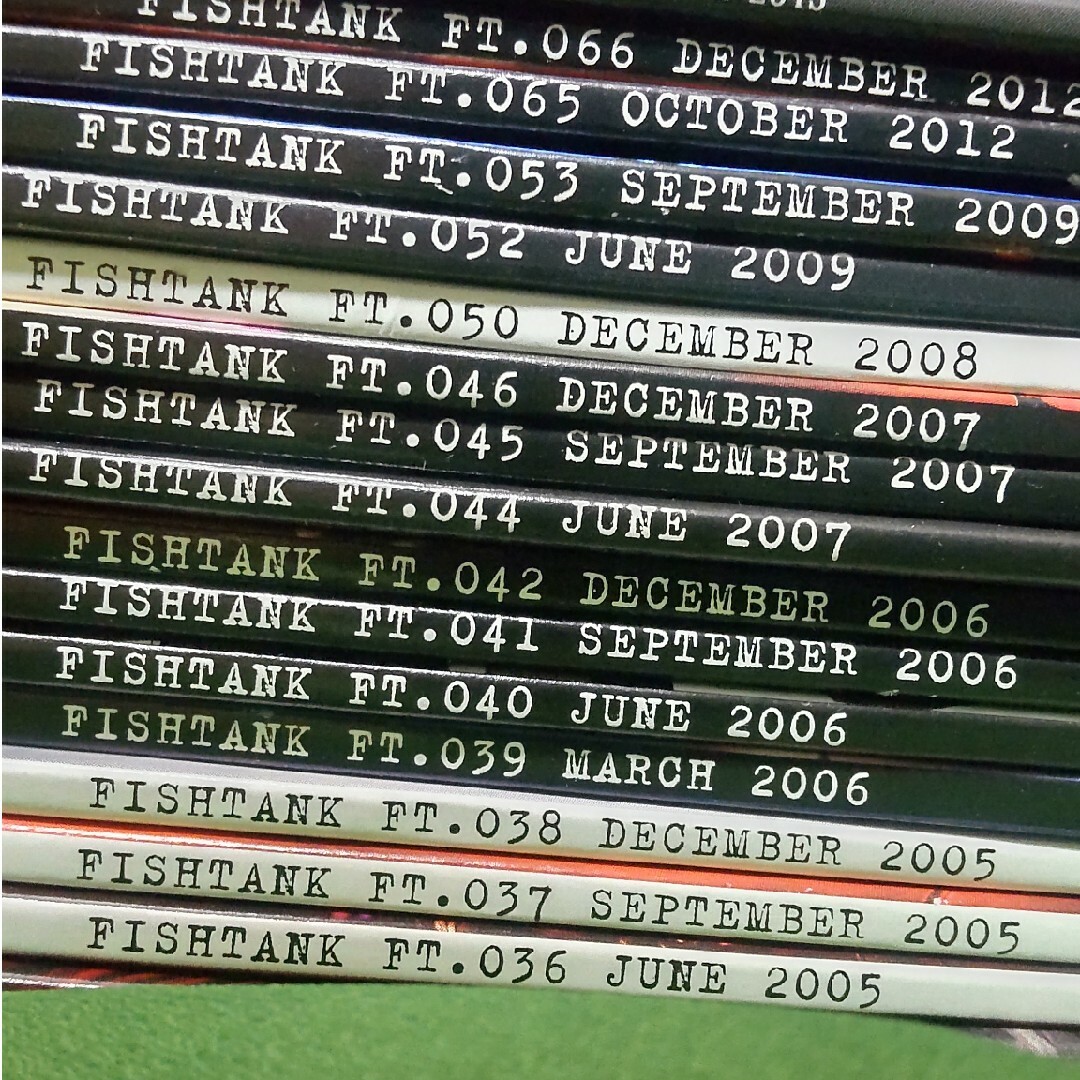 2013
FISHTANK FT.066 DECEMBER 2012
FISHTANK FT.065 OCTOBER 2012
FISHTANK FT.053 SEPTEMBER 2009
FISHTANK FT.052 JUNE 2009
FISHTANK FT.050 DECEMBER 2008
FISHTANK FT.046 DECEMBER 2007
FISHTANK FT.045 SEPTEMBER 2007
FISHTANK FT.044 JUNE 2007
FISHTANK FT.042 DECEMBER 2006
FISHTANK FT.041 SEPTEMBER 2006
FISHTANK FT.040 JUNE 2006
FISHTANK FT.039 MARCH 2006
FISHTANK FT.038 DECEMBER 2005
FISHTANK FT.037 SEPTEMBER 2005
FISHTANK FT.036 JUNE 2005